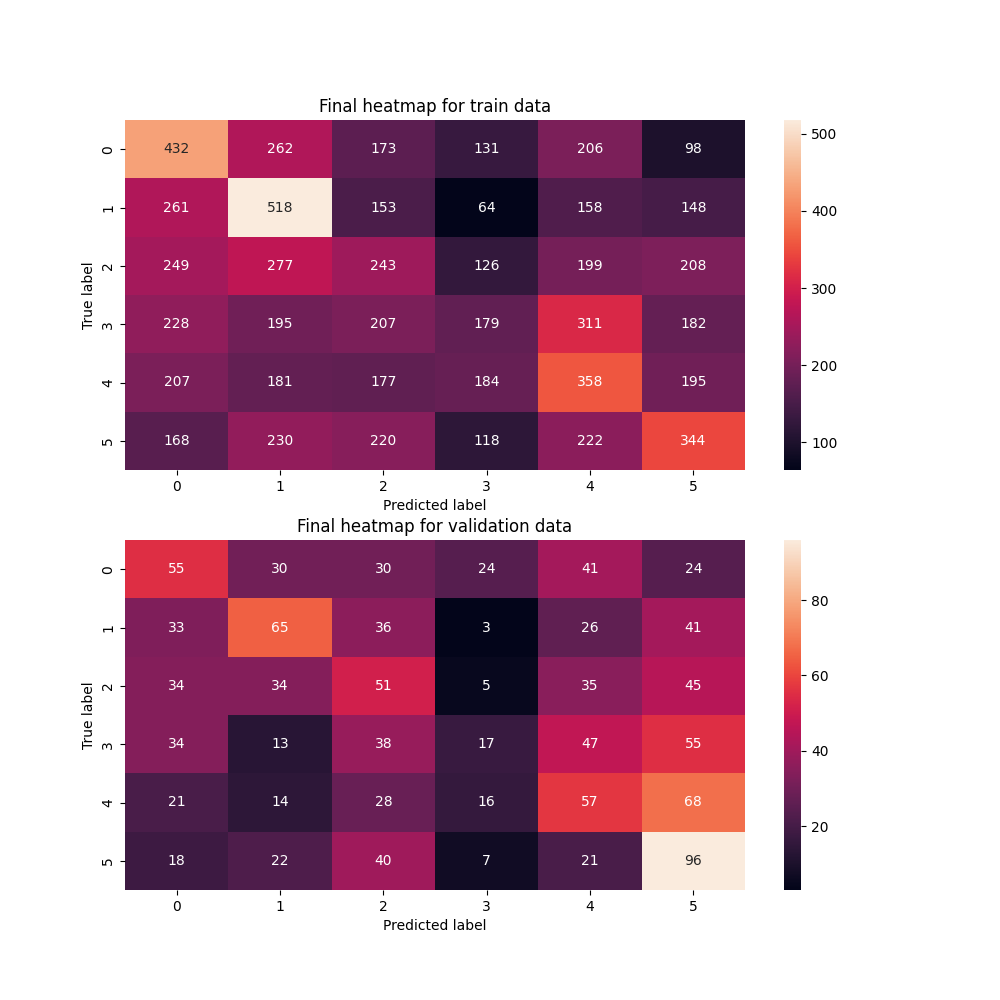 Final heatmap for train data
0 432 262 173 131 206 98
1 261 518 153 64 158 148
2 249 277 243 126 199 208
3 228 195 207 179 311 182
4 207 181 177 184 358 195
5 168 230 220 118 222 344
0 1 2 3 4 5
Predicted label
True label
500
400
300
200
100
Final heatmap for validation data
0 55 30 30 24 41 24
1 33 65 36 3 26 41
2 34 34 51 5 35 45
3 34 13 38 17 47 55
4 21 14 28 16 57 68
5 18 22 40 7 21 96
0 1 2 3 4 5
Predicted label
True label
80
60
40
20